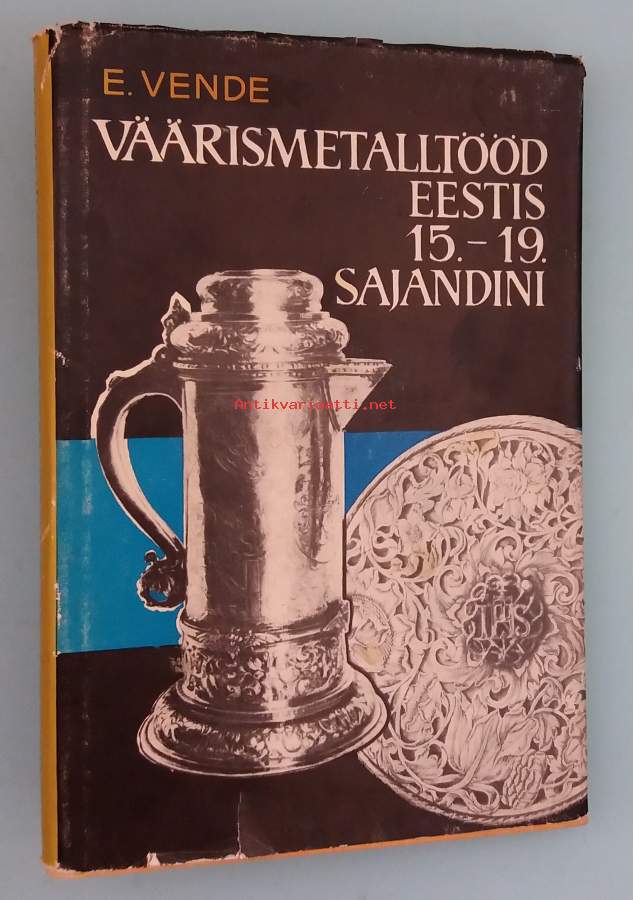 E. VENDE
VÄÄRISMETALLTÖÖD
EESTIS
15.–19.
SAJANDINI
Antikvariaatti.net
IHS